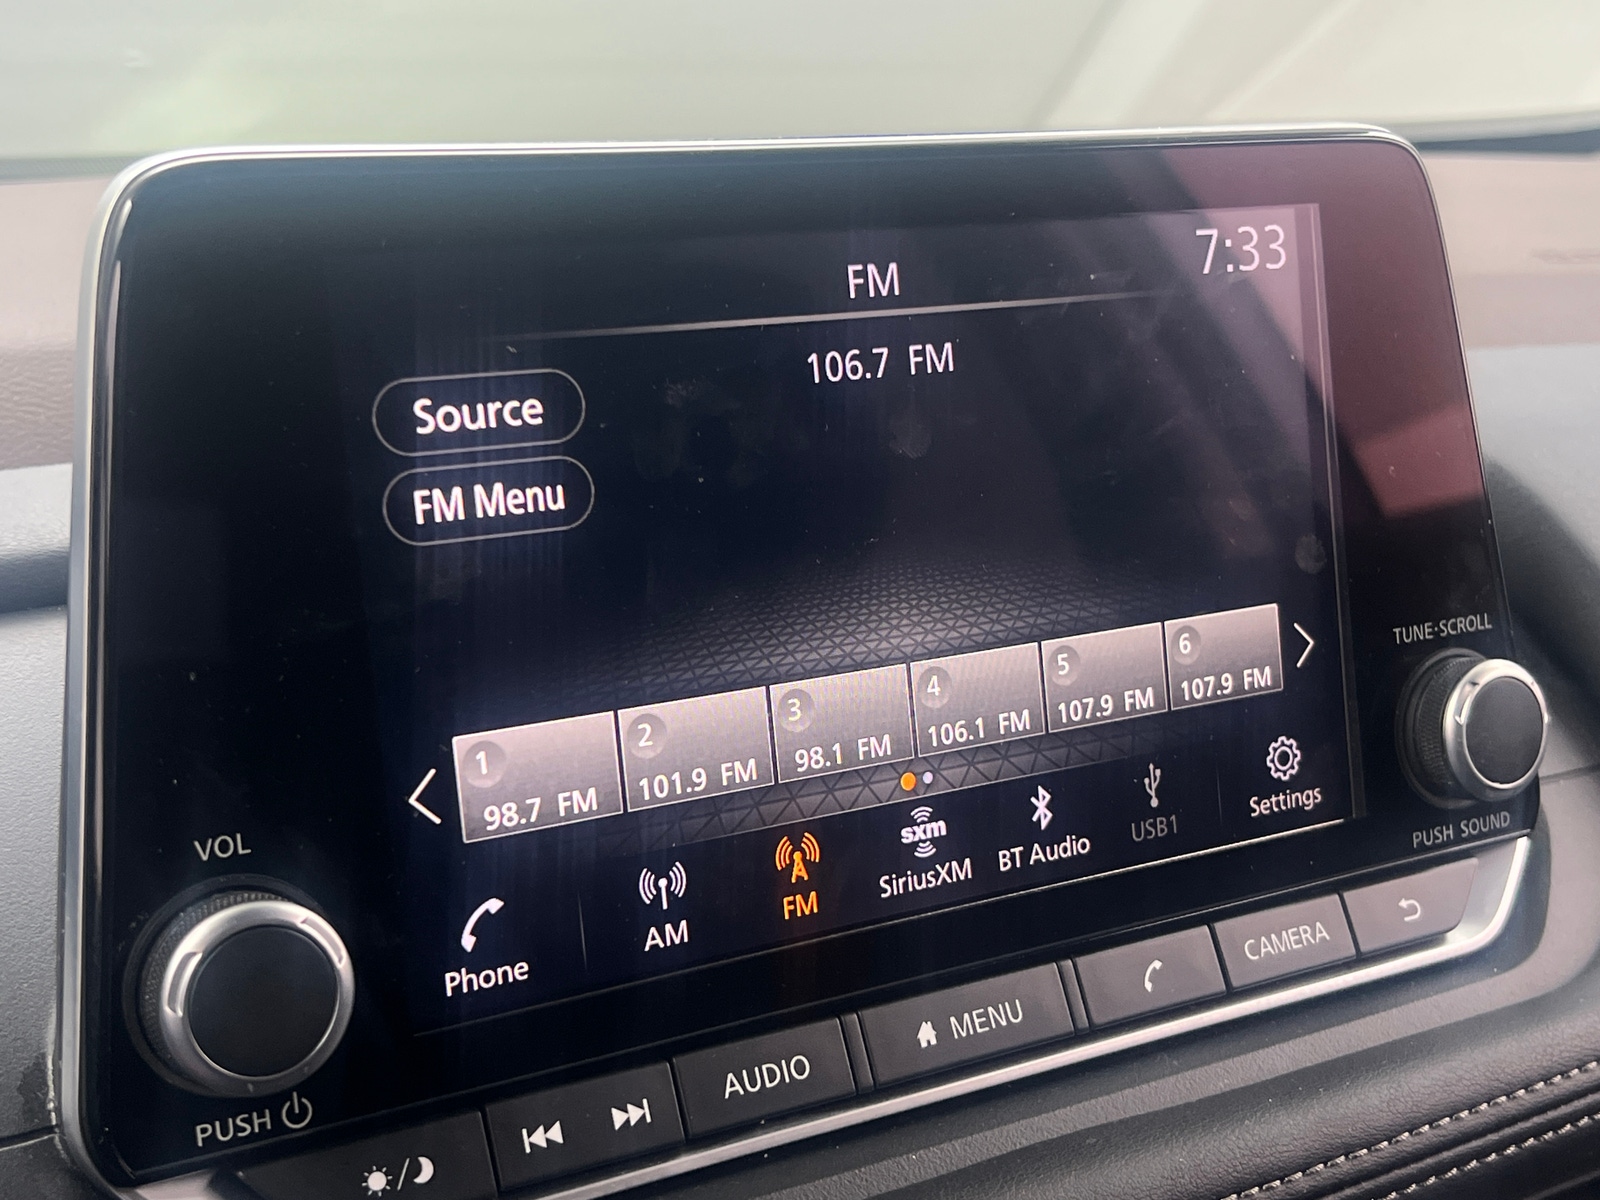 7:33
FM
106.7 FM
Source
FM Menu
1
98.7 FM
2
101.9 FM
3
98.1 FM
4
106.1 FM
5
107.9 FM
6
107.9 FM
Phone
AM
FM
sxm
SiriusXM
BT Audio
USB1
Settings
VOL
PUSH
TUNE·SCROLL
PUSH SOUND
AUDIO
MENU
CAMERA